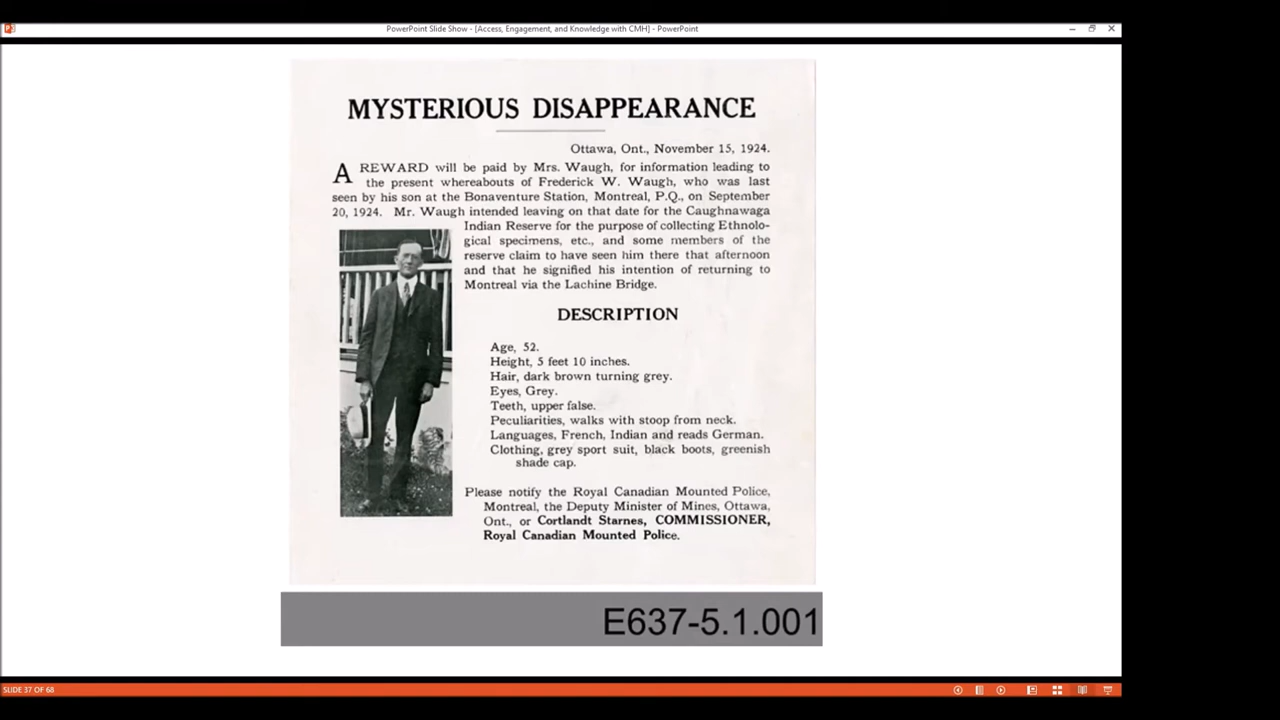 PowerPoint Slide Show - [Access, Engagement, and Knowledge with CMH] - PowerPoint
MYSTERIOUS DISAPPEARANCE
Ottawa, Ont., November 15, 1924.
A REWARD will be paid by Mrs. Waugh, for information leading to
the present whereabouts of Frederick W. Waugh, who was last
seen by his son at the Bonaventure Station, Montreal, P.Q., on September
20, 1924. Mr. Waugh intended leaving on that date for the Caughnawaga
Indian Reserve for the purpose of collecting Ethnolo-
gical specimens, etc., and some members of the
reserve claim to have seen him there that afternoon
and that he signified his intention of returning to
Montreal via the Lachine Bridge.
DESCRIPTION
Age, 52.
Height, 5 feet 10 inches.
Hair, dark brown turning grey.
Eyes, Grey.
Teeth, upper false.
Peculiarities, walks with stoop from neck.
Languages, French, Indian and reads German.
Clothing, grey sport suit, black boots, greenish
shade cap.
Please notify the Royal Canadian Mounted Police,
Montreal, the Deputy Minister of Mines, Ottawa,
Ont., or Cortlandt Starnes, COMMISSIONER,
Royal Canadian Mounted Police.
E637-5.1.001
SLIDE 37 OF 68